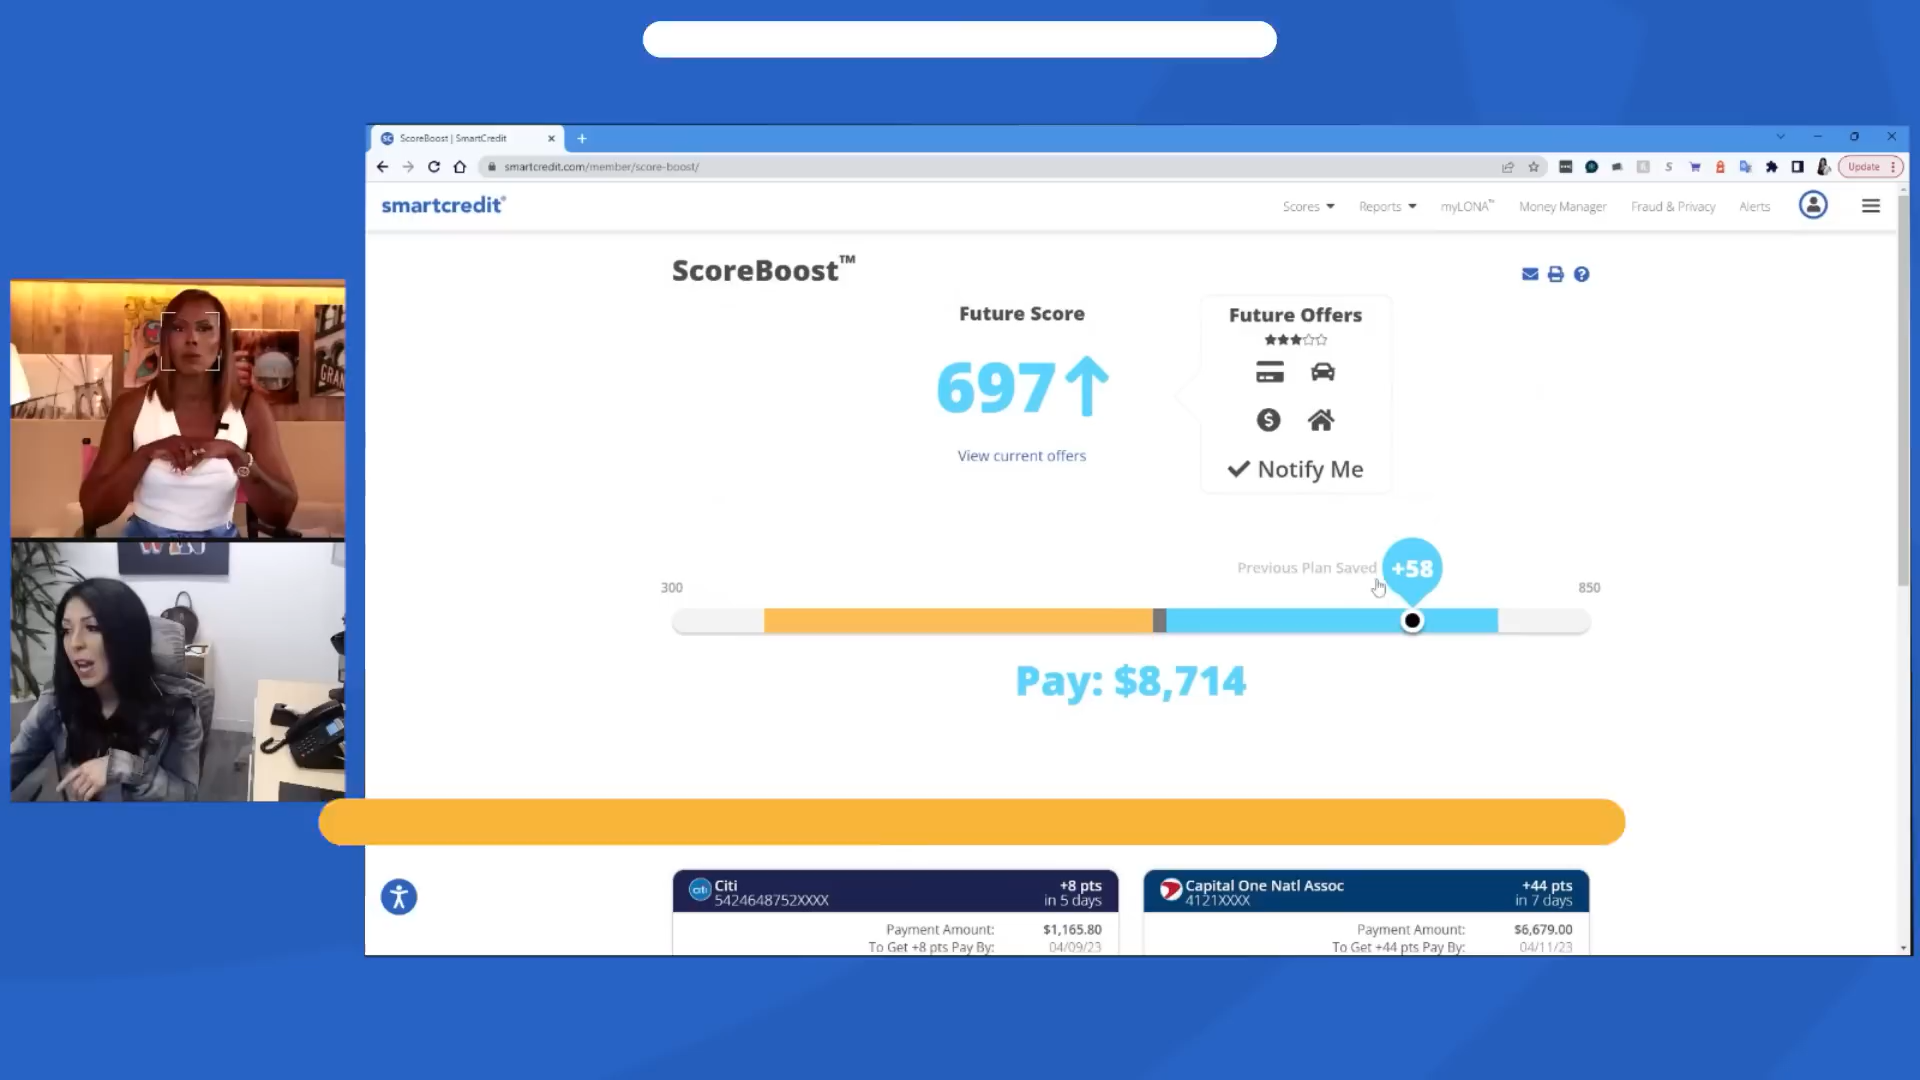 ScoreBoost | SmartCredit
smartcredit.com/member/score-boost/
Update
smartcredit®
Scores
Reports
myLONA™
Money Manager
Fraud & Privacy
Alerts
ScoreBoost™
Future Score
697
View current offers
Future Offers
Notify Me
Previous Plan Saved
+58
300
850
Pay: $8,714
citi
Citi
+8 pts
5424648752XXXX
in 5 days
Payment Amount: $1,165.80
To Get +8 pts Pay By: 04/09/23
Capital One Natl Assoc
+44 pts
4121XXXX
in 7 days
Payment Amount: $6,679.00
To Get +44 pts Pay By: 04/11/23